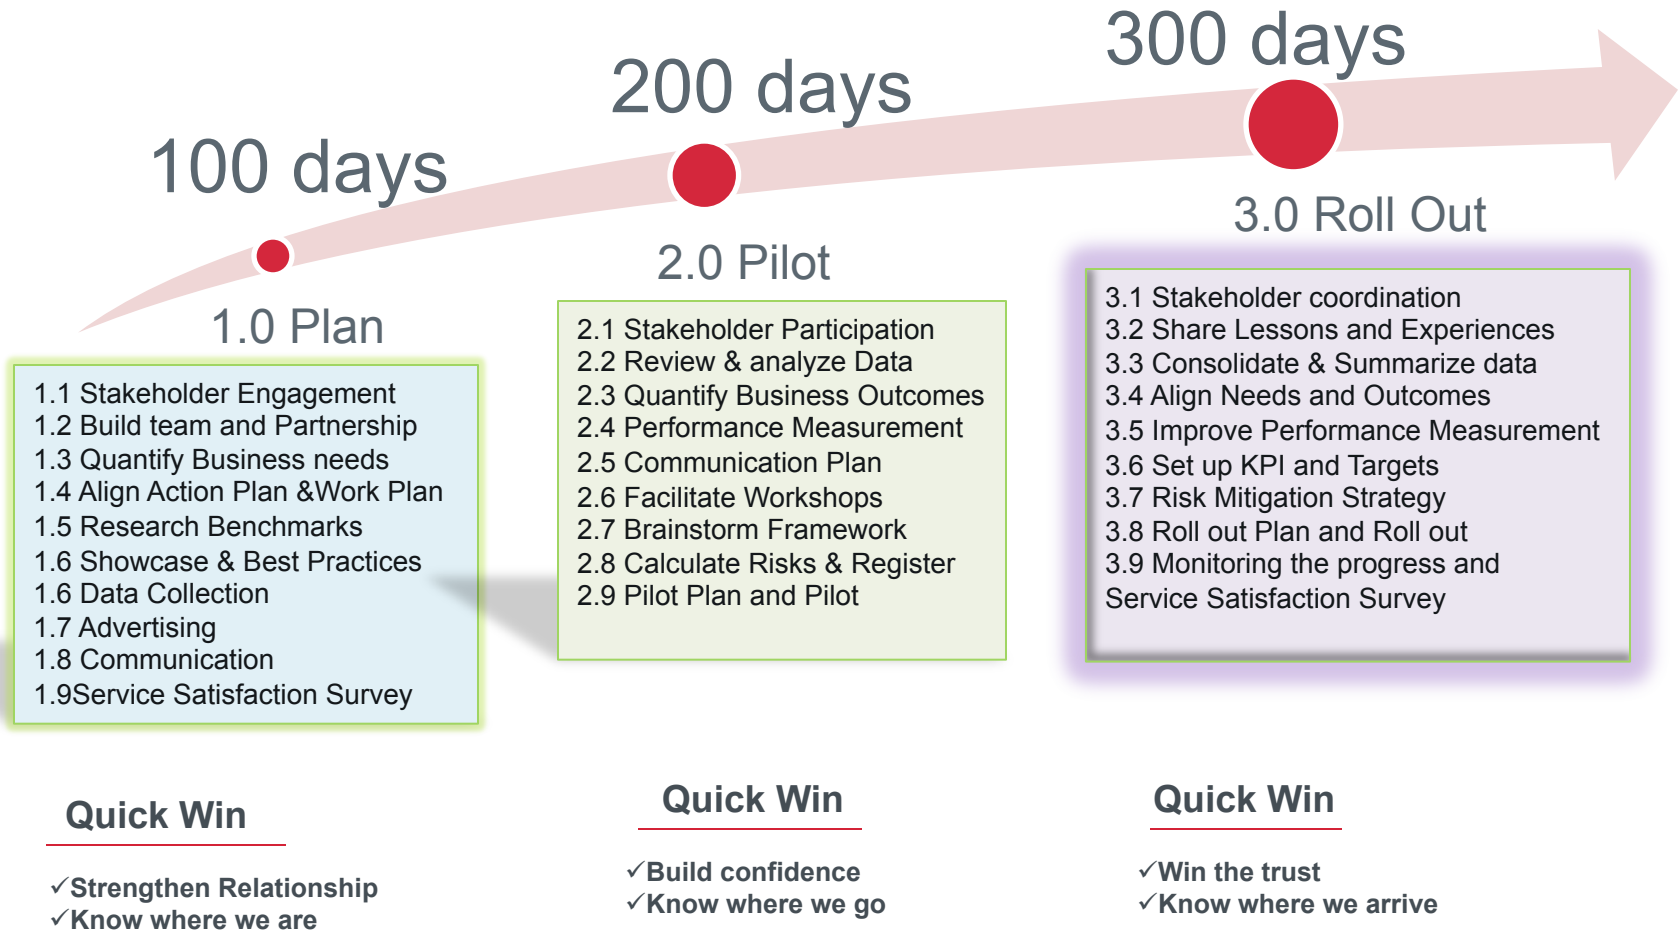 100 days
200 days
300 days
1.0 Plan
2.0 Pilot
3.0 Roll Out
1.1 Stakeholder Engagement
1.2 Build team and Partnership
1.3 Quantify Business needs
1.4 Align Action Plan &Work Plan
1.5 Research Benchmarks
1.6 Showcase & Best Practices
1.6 Data Collection
1.7 Advertising
1.8 Communication
1.9Service Satisfaction Survey
2.1 Stakeholder Participation
2.2 Review & analyze Data
2.3 Quantify Business Outcomes
2.4 Performance Measurement
2.5 Communication Plan
2.6 Facilitate Workshops
2.7 Brainstorm Framework
2.8 Calculate Risks & Register
2.9 Pilot Plan and Pilot
3.1 Stakeholder coordination
3.2 Share Lessons and Experiences
3.3 Consolidate & Summarize data
3.4 Align Needs and Outcomes
3.5 Improve Performance Measurement
3.6 Set up KPI and Targets
3.7 Risk Mitigation Strategy
3.8 Roll out Plan and Roll out
3.9 Monitoring the progress and
Service Satisfaction Survey
Quick Win
✓Strengthen Relationship
✓Know where we are
Quick Win
✓Build confidence
✓Know where we go
Quick Win
✓Win the trust
✓Know where we arrive